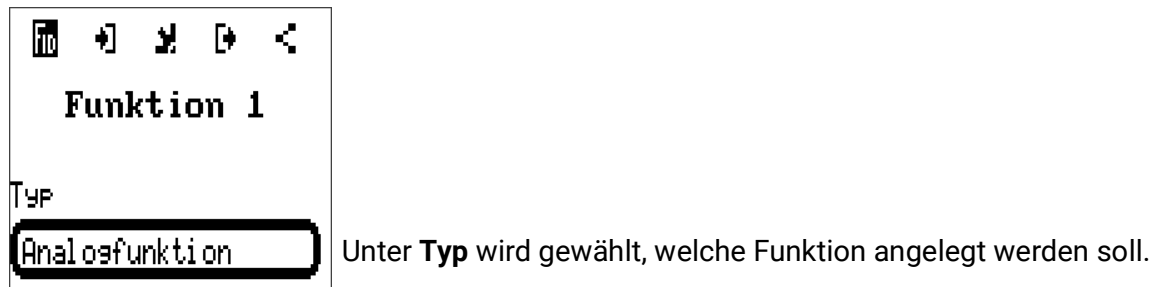 Funktion 1
Typ
Analogfunktion
Unter Typ wird gewählt, welche Funktion angelegt werden soll.